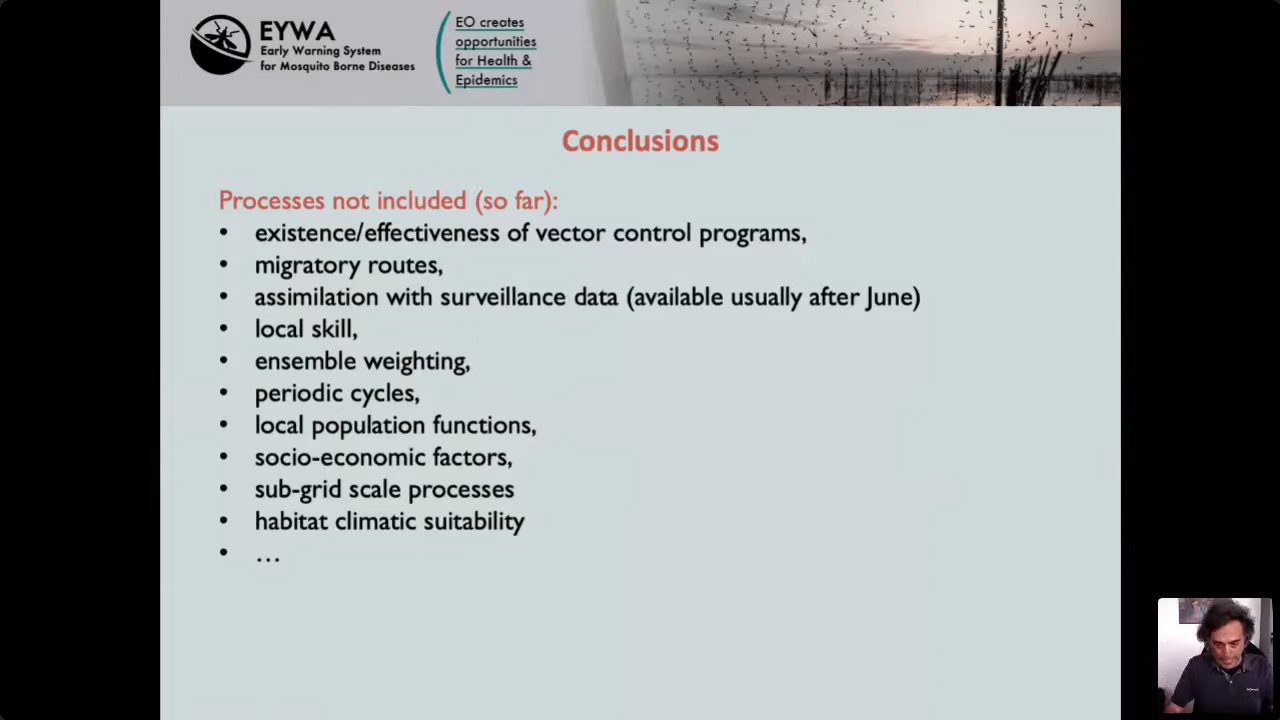 EYWA
Early Warning System
for Mosquito Borne Diseases
EO creates
opportunities
for Health &
Epidemics
Conclusions
Processes not included (so far):
• existence/effectiveness of vector control programs,
• migratory routes,
• assimilation with surveillance data (available usually after June)
• local skill,
• ensemble weighting,
• periodic cycles,
• local population functions,
• socio-economic factors,
• sub-grid scale processes
• habitat climatic suitability
• …